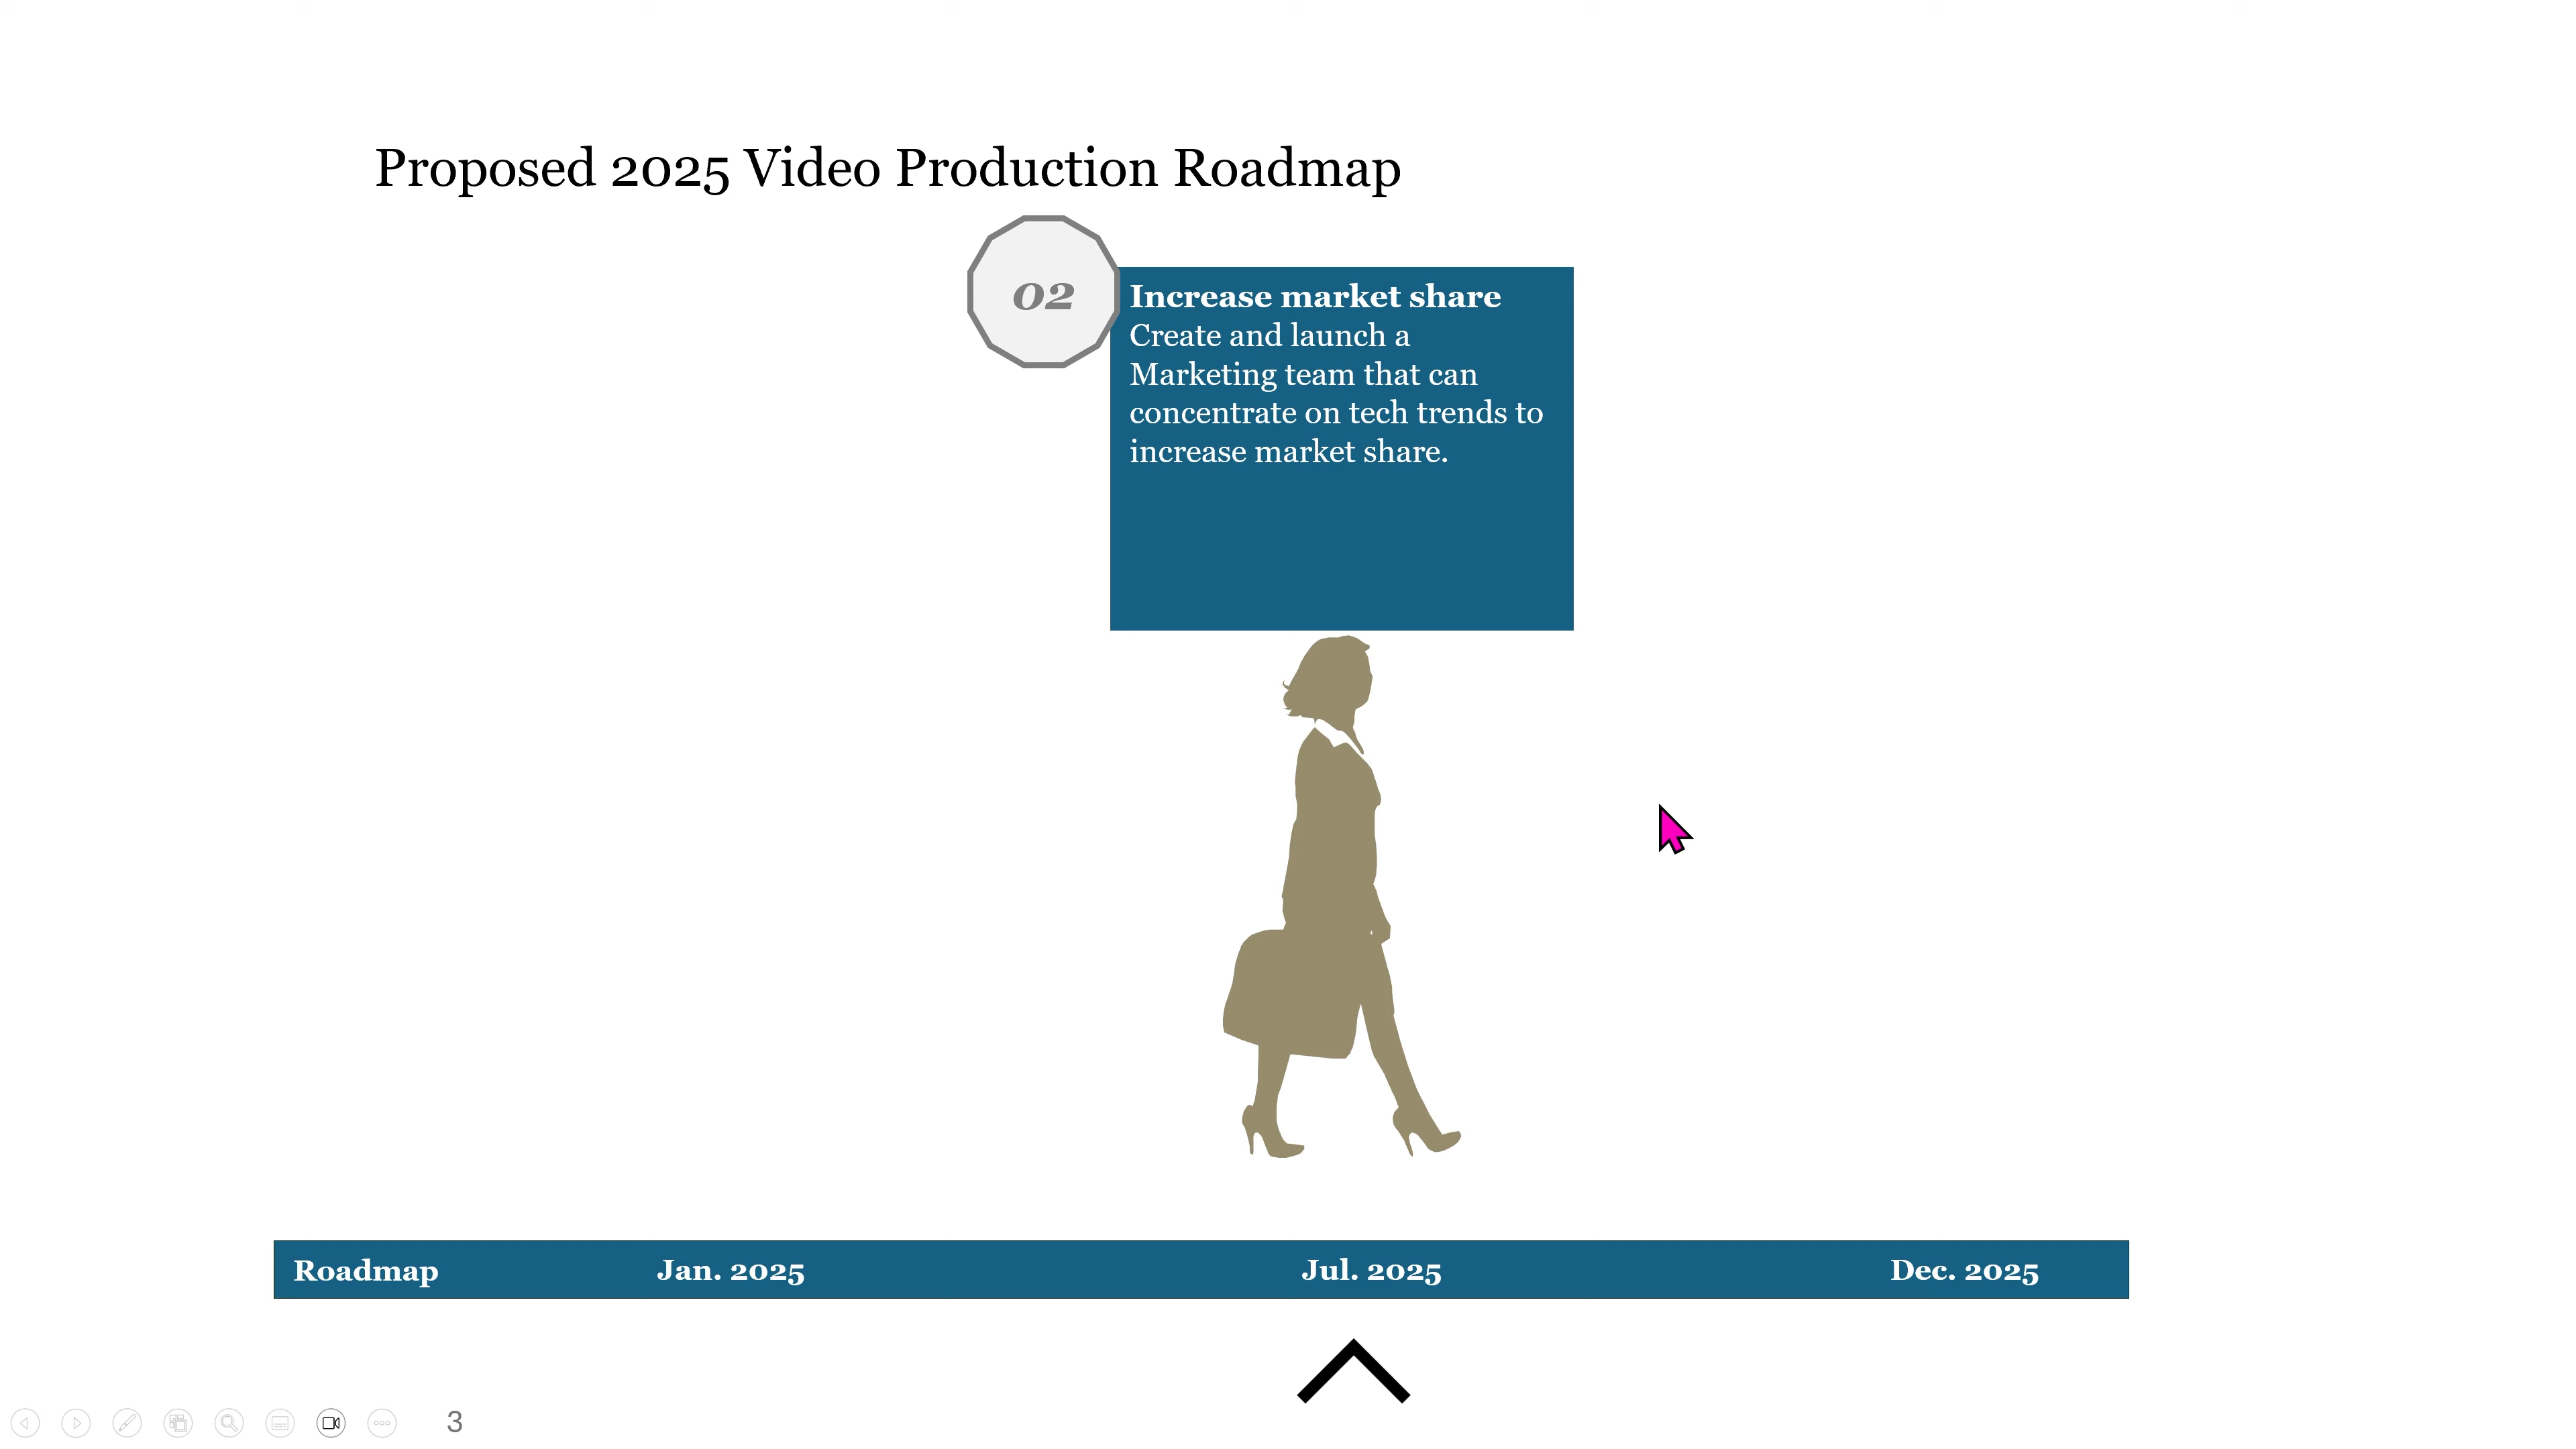 Proposed 2025 Video Production Roadmap
02
Increase market share
Create and launch a
Marketing team that can
concentrate on tech trends to
increase market share.
Roadmap Jan. 2025 Jul. 2025 Dec. 2025
3